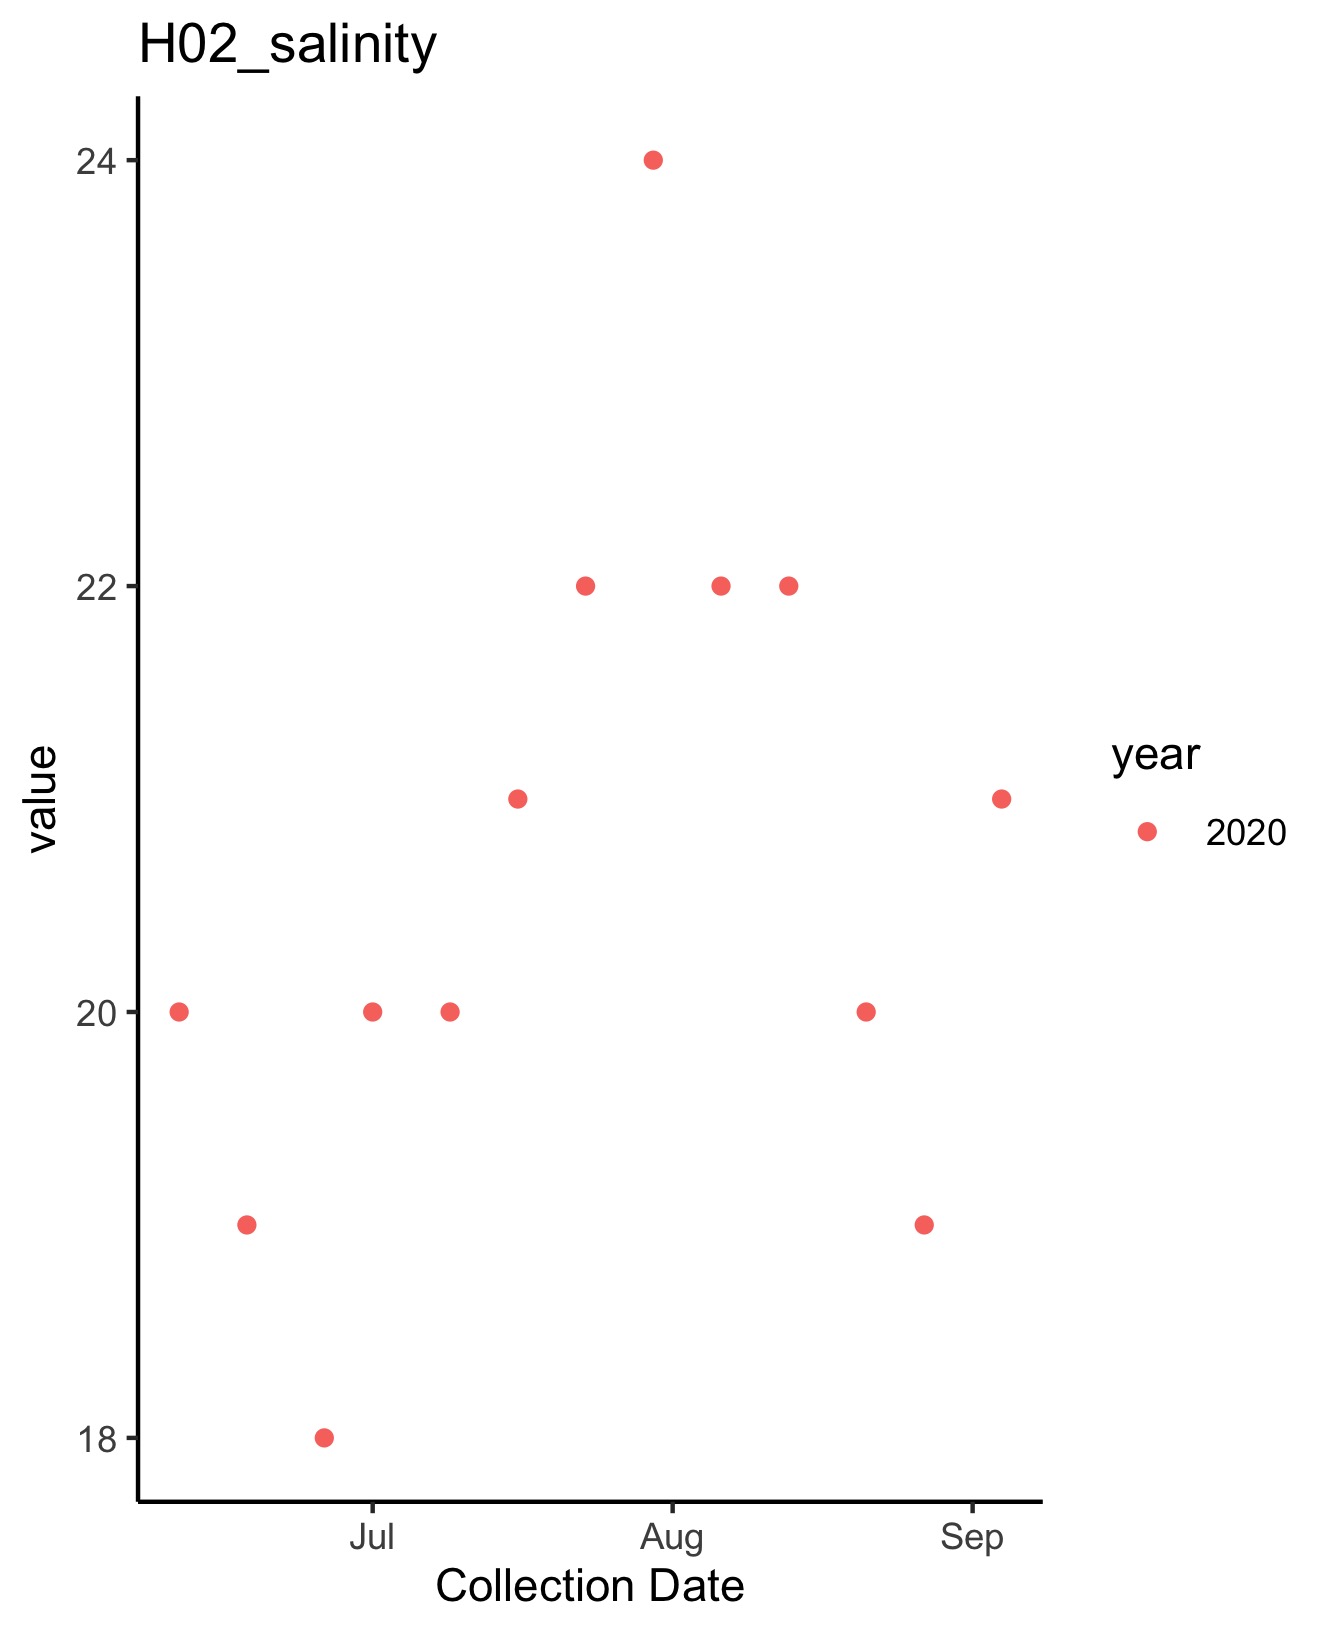 H02_salinity
24
22
20
18
value
Jul Aug Sep
Collection Date
year
2020